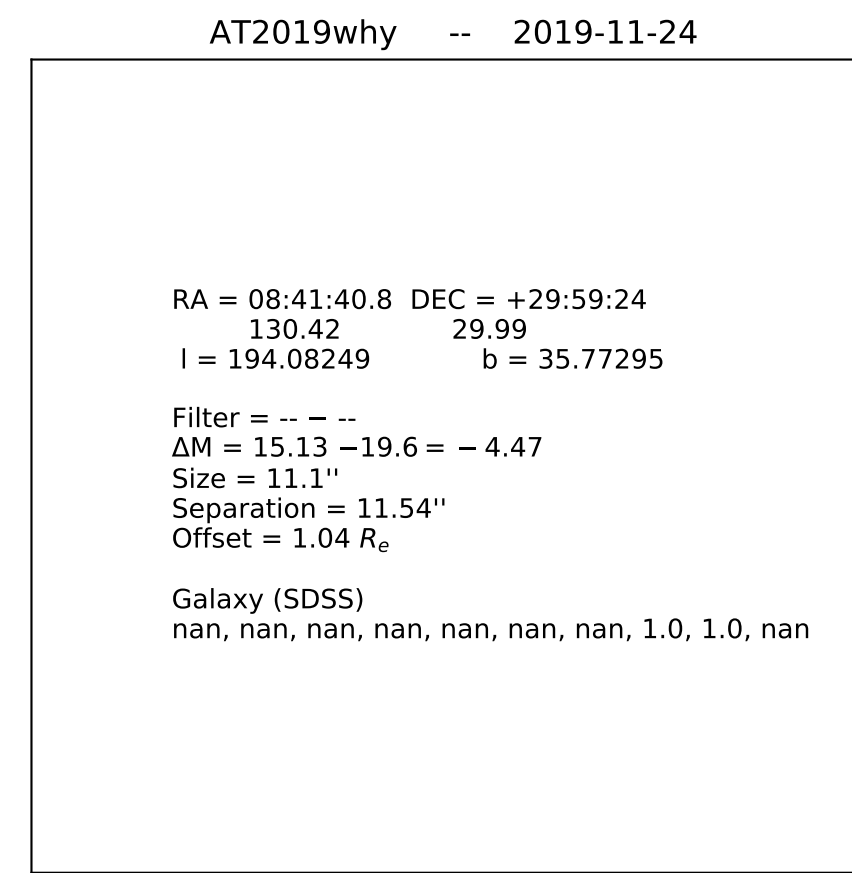 AT2019why -- 2019-11-24
RA = 08:41:40.8 DEC = +29:59:24
130.42 29.99
l = 194.08249 b = 35.77295
Filter = -- − --
ΔM = 15.13 −19.6 = − 4.47
Size = 11.1''
Separation = 11.54''
Offset = 1.04 Re
Galaxy (SDSS)
nan, nan, nan, nan, nan, nan, nan, 1.0, 1.0, nan